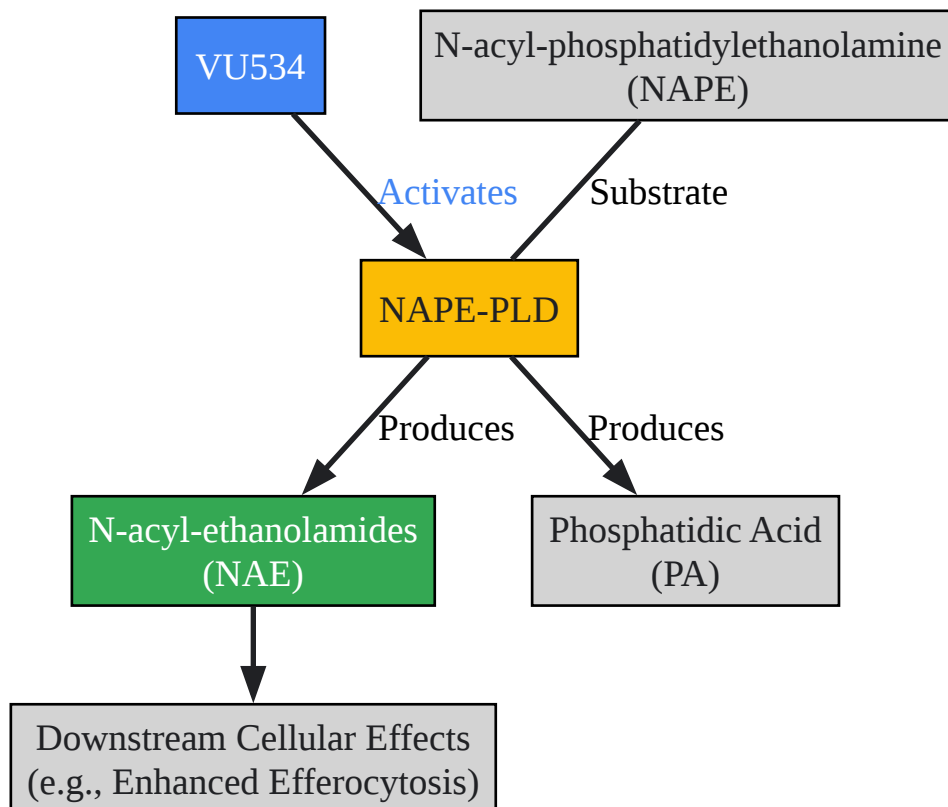 VU534
N-acyl-phosphatidylethanolamine
(NAPE)
Activates
Substrate
NAPE-PLD
Produces
Produces
N-acyl-ethanolamides
(NAE)
Phosphatidic Acid
(PA)
Downstream Cellular Effects
(e.g., Enhanced Efferocytosis)